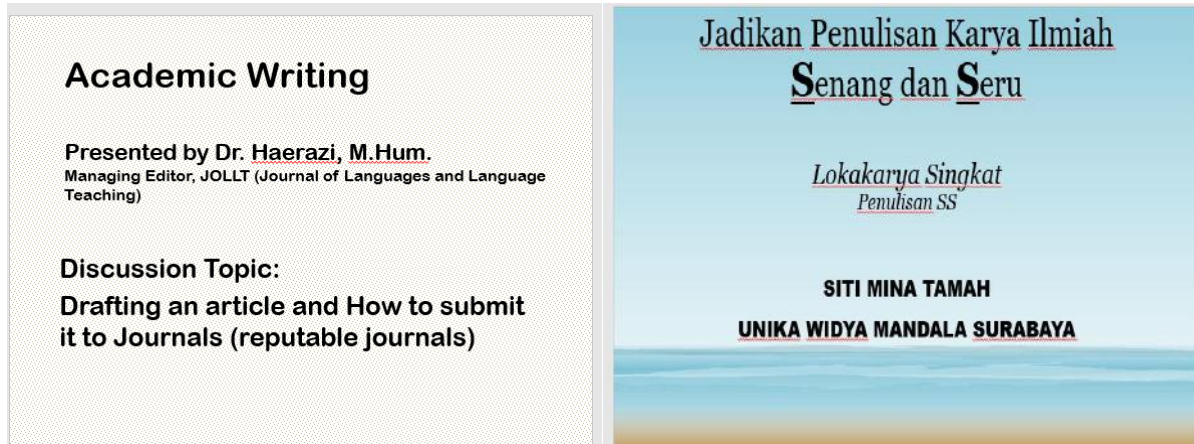 Academic Writing
Presented by Dr. Haerazi, M.Hum.
Managing Editor, JOLLT (Journal of Languages and Language
Teaching)
Discussion Topic:
Drafting an article and How to submit
it to Journals (reputable journals)
Jadikan Penulisan Karya Ilmiah
Senang dan Seru
Lokakarya Singkat
Penulisan SS
SITI MINA TAMAH
UNIKA WIDYA MANDALA SURABAYA